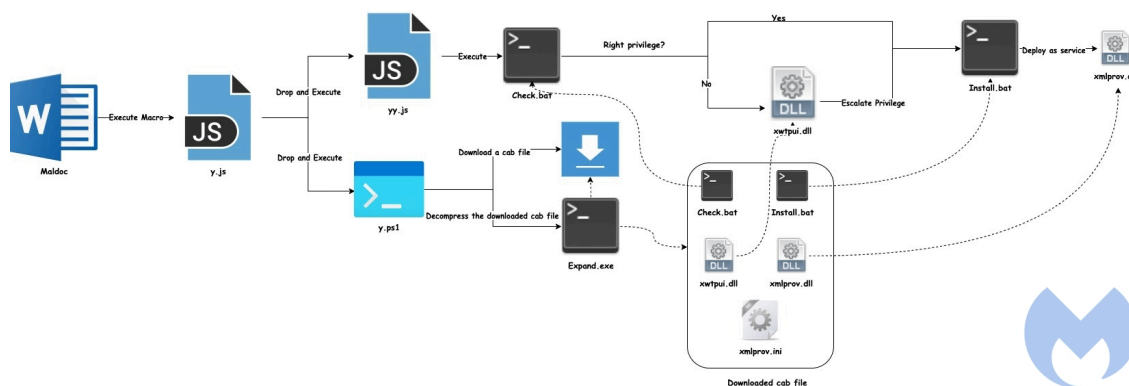 W
Maldoc
Execute Macro
JS
y.js
Drop and Execute
Drop and Execute
JS
yy.js
Execute
>_
Check.bat
Right privilege?
Yes
No
DLL
xwtpui.dll
Escalate Privilege
>_
Install.bat
Deploy as service
DLL
>_
y.ps1
Download a cab file
Decompress the downloaded cab file
>_
Expand.exe
>_
Check.bat
>_
Install.bat
DLL
xwtpui.dll
DLL
xmlprov.dll
xmlprov.ini
Downloaded cab file